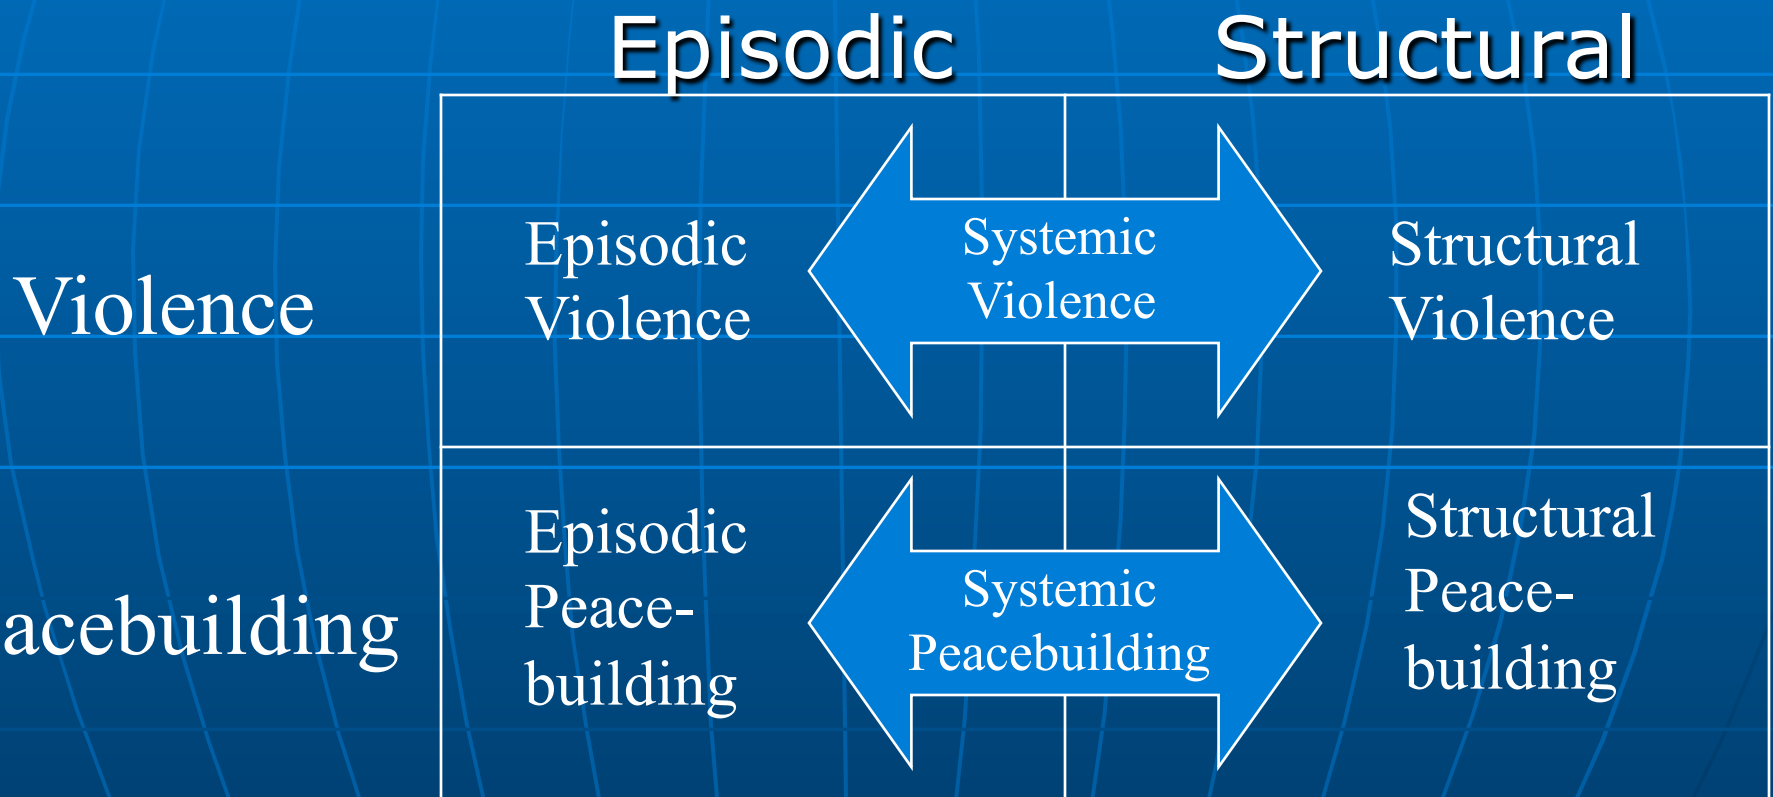 Episodic Structural
Violence
Episodic
Violence
Systemic
Violence
Structural
Violence
acebuilding
Episodic
Peace-
building
Systemic
Peacebuilding
Structural
Peace-
building